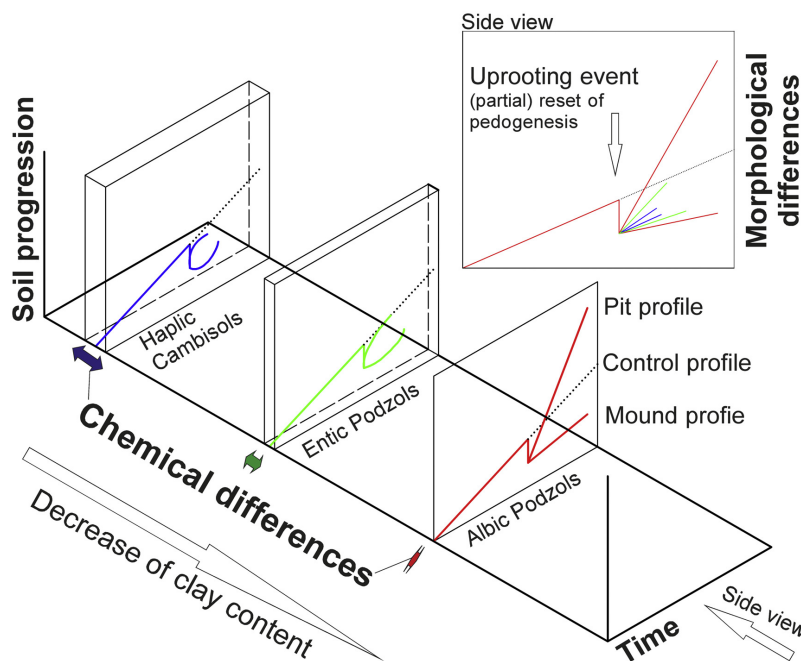 Side view
Uprooting event
(partial) reset of
pedogenesis
Morphological
differences
Soil progression
Haplic
Cambisols
Entic Podzols
Albic Podzols
Pit profile
Control profile
Mound profie
Chemical differences
Decrease of clay content
Time
Side view